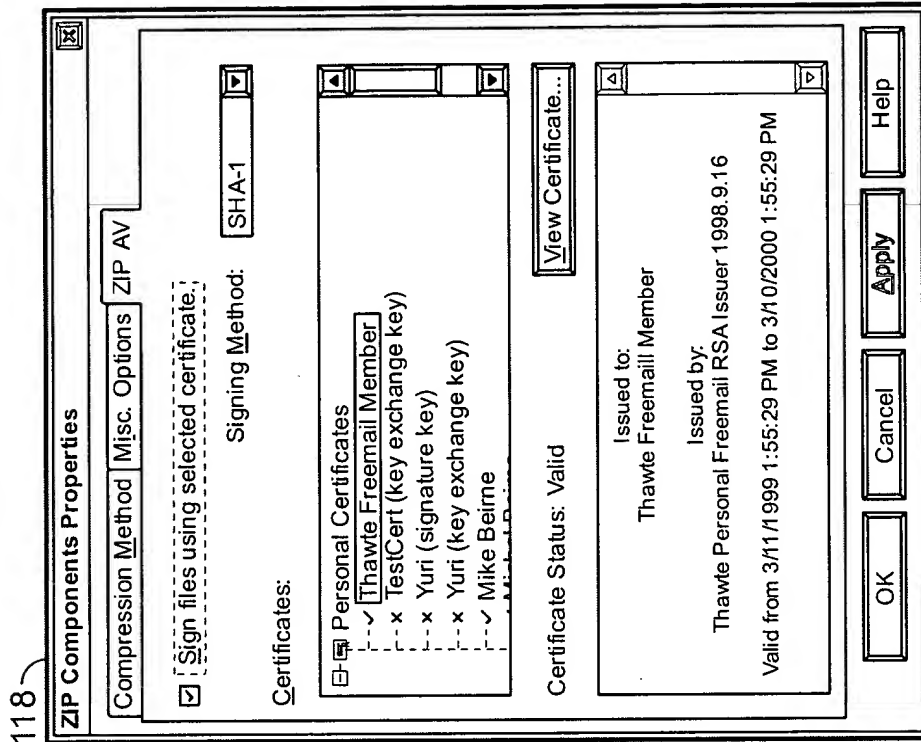 118
ZIP Components Properties
Compression Method Misc. Options ZIP AV
Sign files using selected certificate.
Signing Method: SHA-1
Certificates:
Personal Certificates
Thawte Freemail Member
TestCert (key exchange key)
Yuri (signature key)
Yuri (key exchange key)
Mike Beirne
Certificate Status: Valid View Certificate...
Issued to:
Thawte Freemaill Member
Issued by:
Thawte Personal Freemail RSA Issuer 1998.9.16
Valid from 3/11/1999 1:55:29 PM to 3/10/2000 1:55:29 PM
OK Cancel Apply Help